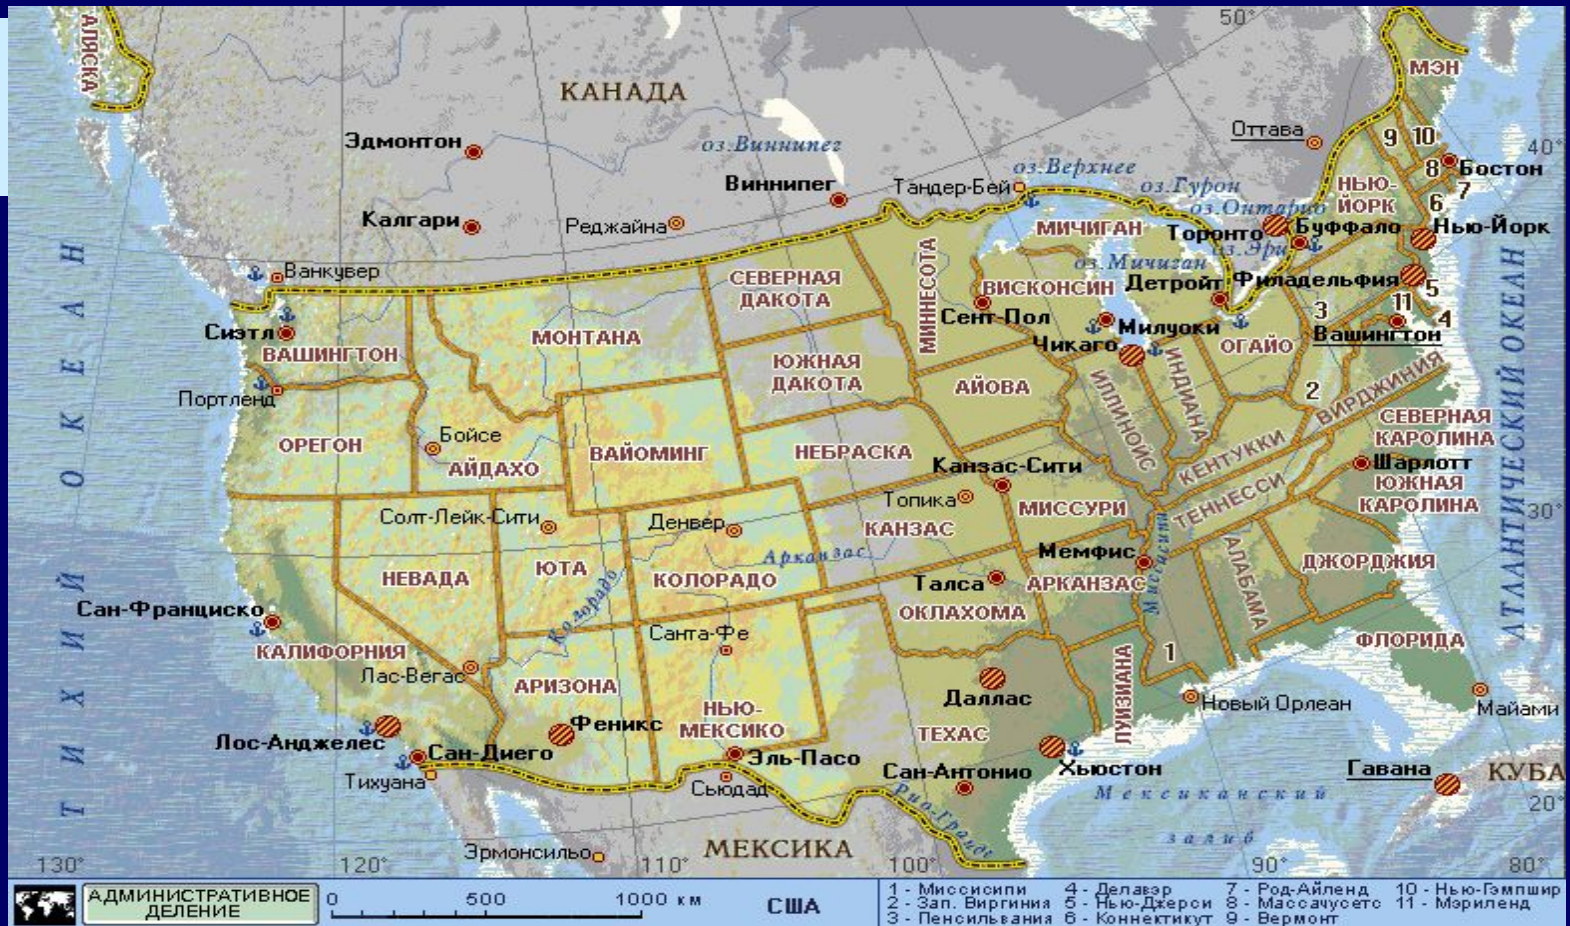 АЛЯСКА
50°
МЭН
КАНАДА
Оттава
9
10
40°
Эдмонтон
оз.Виннипег
оз.Верхнее
8
Бостон
Виннипег
Тандер-Бей
оз.Гурон
НЬЮ-
ЙОРК
7
6
Калгари
Реджайна
оз.Онтарио
МИЧИГАН
Торонто
Буффало
Нью-Йорк
оз.Эри
Ванкувер
СЕВЕРНАЯ
ДАКОТА
МИННЕСОТА
оз.Мичиган
ВИСКОНСИН
Детройт
Филадельфия
5
11
3
4
Сиэтл
МОНТАНА
Сент-Пол
Милуоки
Вашингтон
ВАШИНГТОН
Чикаго
ОГАЙО
ЮЖНАЯ
ДАКОТА
АЙОВА
ИЛЛИНОЙС
ИНДИАНА
2
ВИРДЖИНИЯ
Портленд
СЕВЕРНАЯ
КАРОЛИНА
Бойсе
ОРЕГОН
АЙДАХО
ВАЙОМИНГ
НЕБРАСКА
КЕНТУККИ
Канзас-Сити
Шарлотт
Топика
МИССУРИ
ТЕННЕССИ
ЮЖНАЯ
КАРОЛИНА
30°
Солт-Лейк-Сити
Денвер
КАНЗАС
Арканзас
Мемфис
Миссисипи
НЕВАДА
ЮТА
КОЛОРАДО
Колорадо
Талса
АРКАНЗАС
АЛАБАМА
ДЖОРДЖИЯ
ОКЛАХОМА
Сан-Франциско
Санта-Фе
КАЛИФОРНИЯ
ФЛОРИДА
Лас-Вегас
АРИЗОНА
ЛУИЗИАНА
1
Даллас
Новый Орлеан
Майами
НЬЮ-
МЕКСИКО
Феникс
ТЕХАС
Лос-Анджелес
Сан-Диего
Эль-Пасо
Хьюстон
Сан-Антонио
Гавана
КУБА
Тихуана
Сьюдад
Рио-Гранде
Мексиканский
залив
20°
ТИХИЙ ОКЕАН
АТЛАНТИЧЕСКИЙ ОКЕАН
Эрмонсильо
МЕКСИКА
130°
120°
110°
100°
90°
80°
АДМИНИСТРАТИВНОЕ
ДЕЛЕНИЕ
0 500 1000 км
США
1 - Миссисипи 4 - Делавэр 7 - Род-Айленд 10 - Нью-Гэмпшир
2 - Зап. Виргиния 5 - Нью-Джерси 8 - Массачусетс 11 - Мэриленд
3 - Пенсильвания 6 - Коннектикут 9 - Вермонт